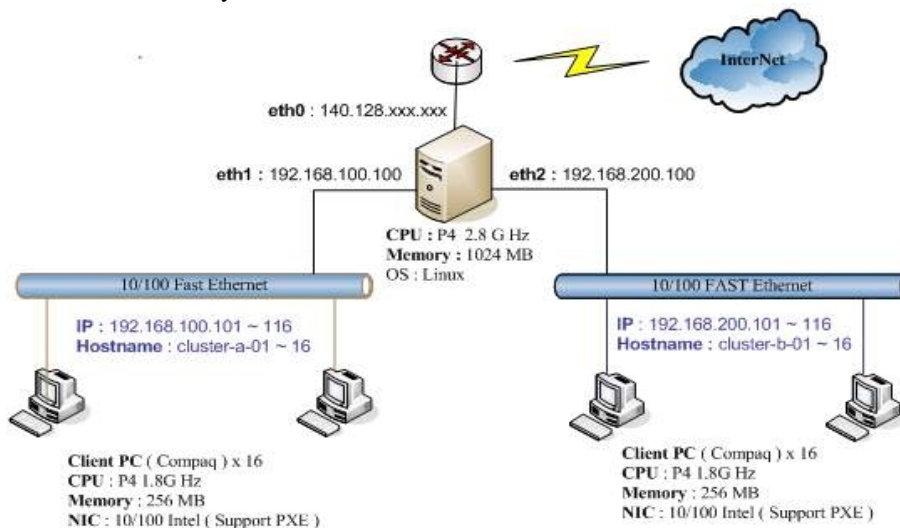 InterNet
eth0 : 140.128.xxx.xxx
eth1 : 192.168.100.100
eth2 : 192.168.200.100
CPU : P4 2.8 G Hz
Memory : 1024 MB
OS : Linux
10/100 Fast Ethernet
10/100 FAST Ethernet
IP : 192.168.100.101 ~ 116
Hostname : cluster-a-01 ~ 16
IP : 192.168.200.101 ~ 116
Hostname : cluster-b-01 ~ 16
Client PC ( Compaq ) x 16
CPU : P4 1.8G Hz
Memory : 256 MB
NIC : 10/100 Intel ( Support PXE )
Client PC ( Compaq ) x 16
CPU : P4 1.8G Hz
Memory : 256 MB
NIC : 10/100 Intel ( Support PXE )